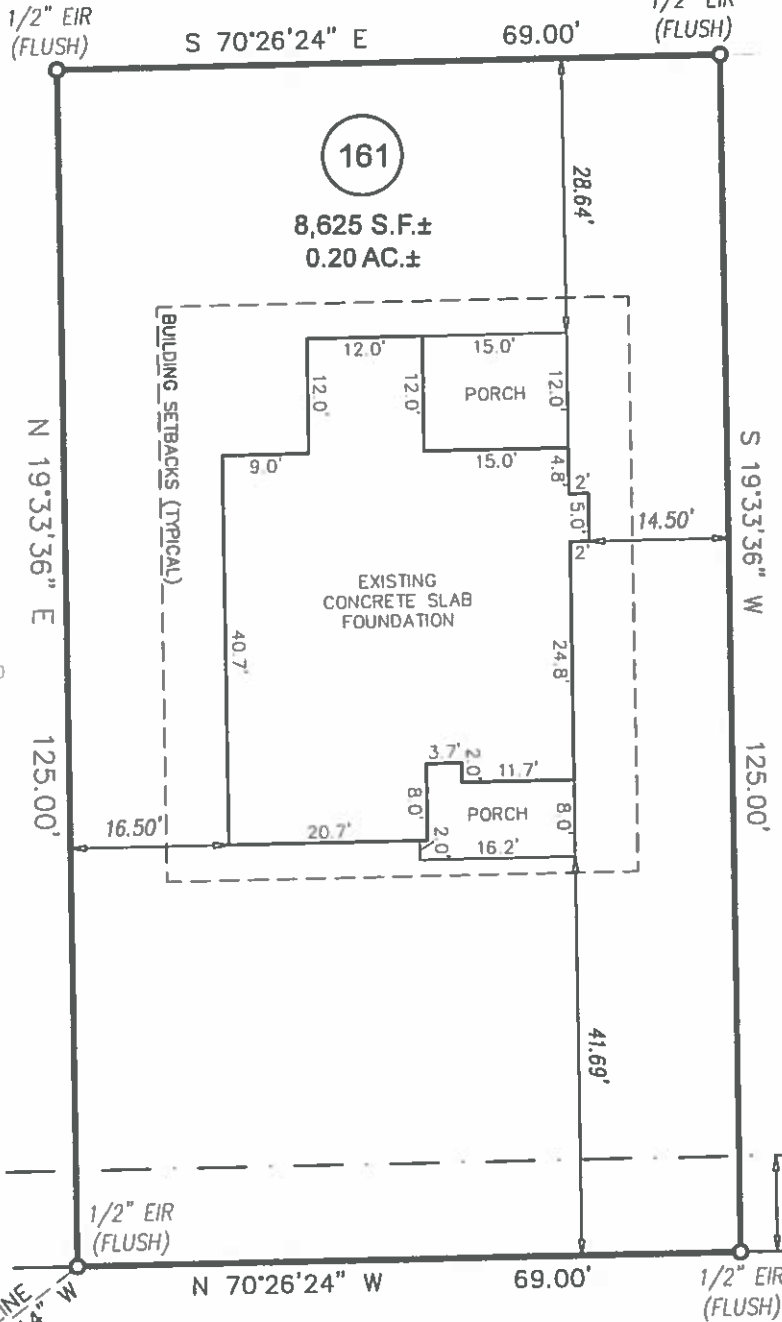 1/2" EIR
(FLUSH)
1/2" EIR
(FLUSH)
S 70°26'24" E 69.00'
161
8,625 S.F.±
0.20 AC.±
28.64'
BUILDING SETBACKS (TYPICAL)
12.0'
15.0'
12.0'
12.0'
PORCH
12.0'
9.0'
15.0'
4.8'
2'
5.0'
2'
14.50'
N 19°33'36" E 125.00'
S 19°33'36" W 125.00'
EXISTING
CONCRETE SLAB
FOUNDATION
40.7'
24.8'
3.7'
2.0'
11.7'
8.0'
PORCH
8.0'
16.50'
20.7'
2.0'
16.2'
41.69'
1/2" EIR
(FLUSH)
N 70°26'24" W 69.00'
1/2" EIR
(FLUSH)
LINE
4" W